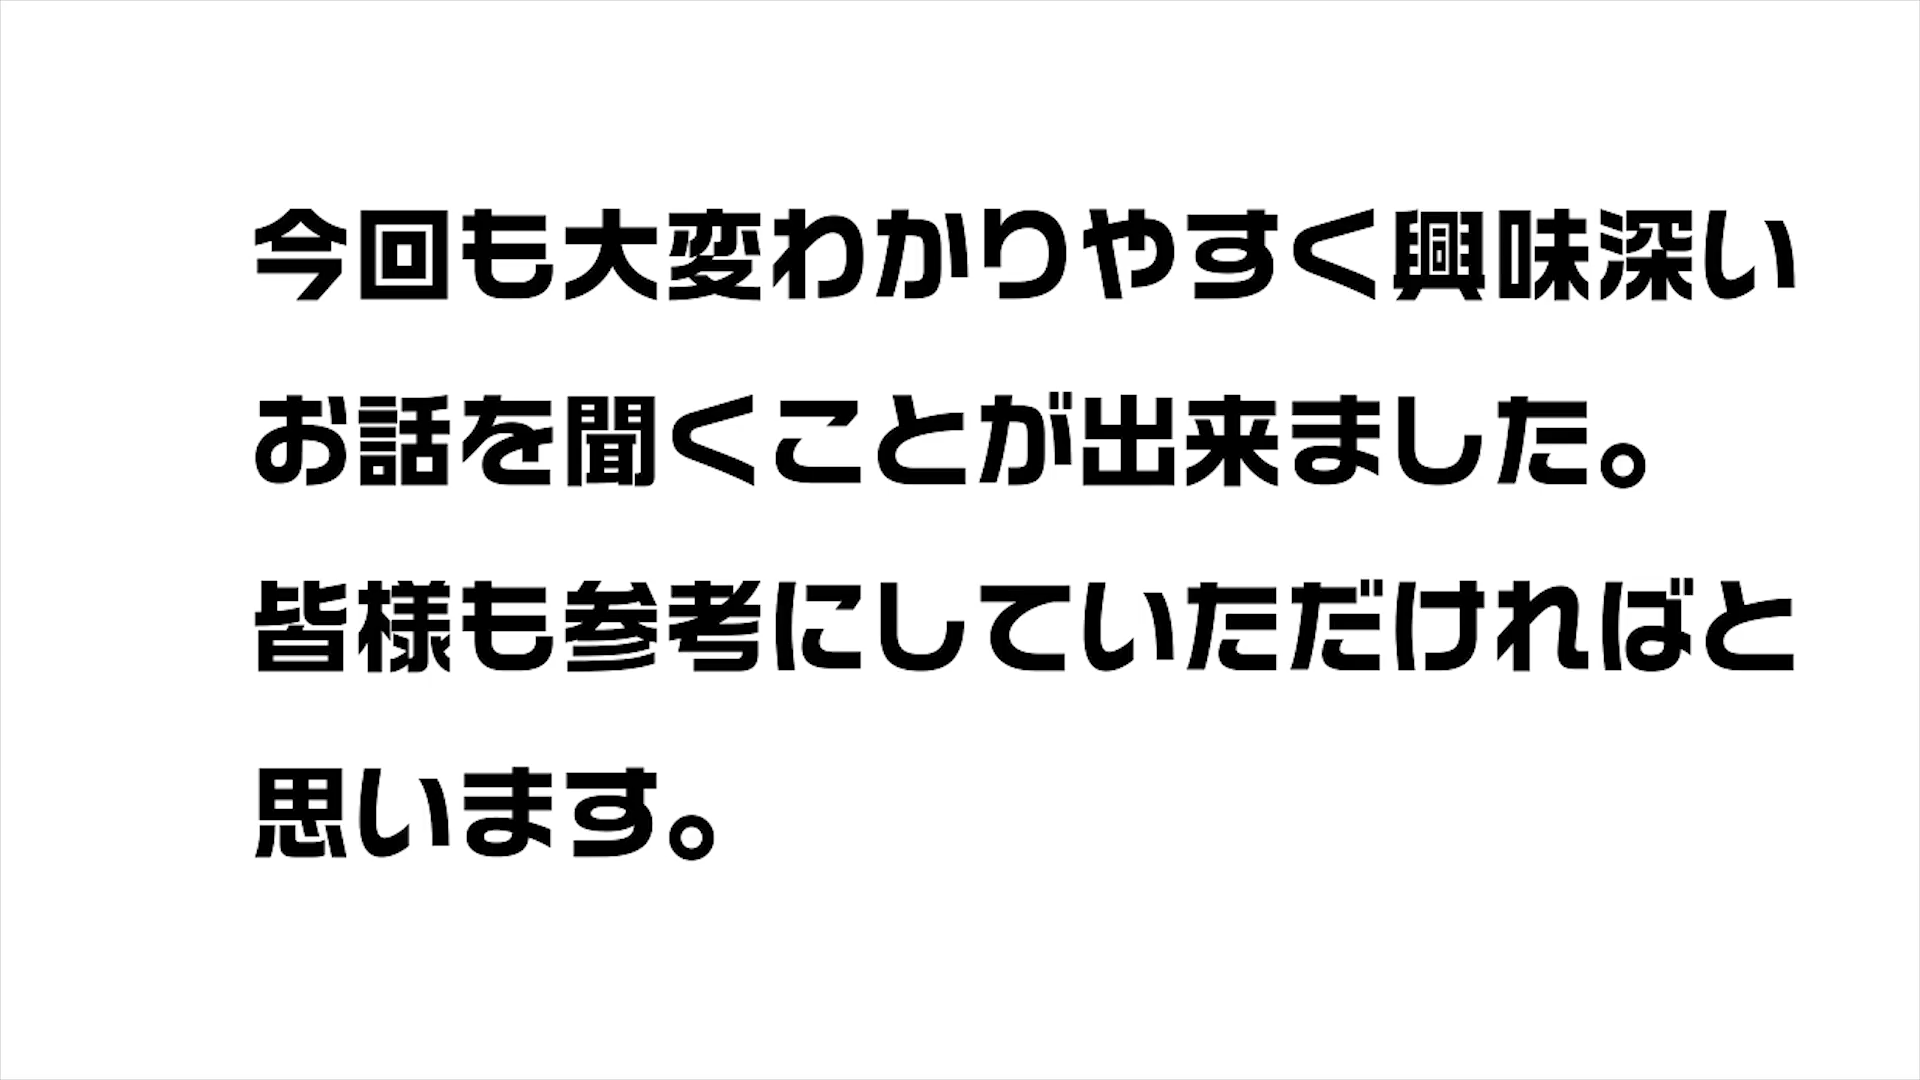 今回も大変わかりやすく興味深い
お話を聞くことが出来ました。
皆様も参考にしていただければと
思います。